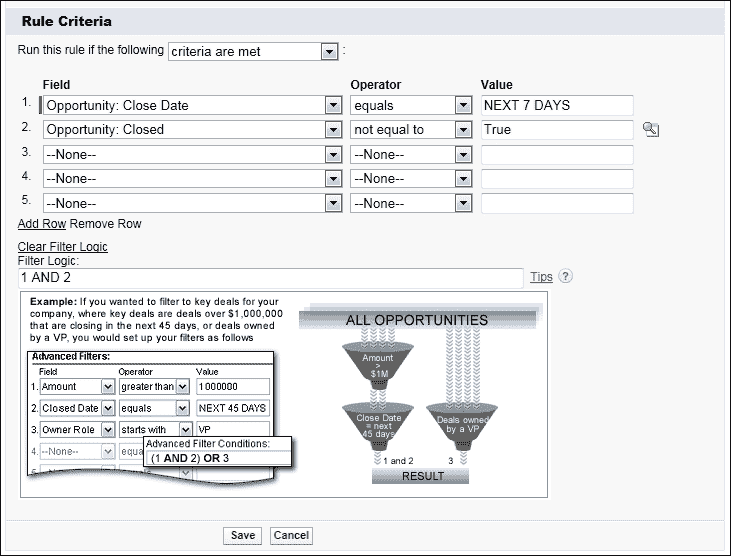 Rule Criteria
Run this rule if the following criteria are met :
Field Operator Value
1. Opportunity: Close Date equals NEXT 7 DAYS
2. Opportunity: Closed not equal to True
3. --None-- --None--
4. --None-- --None--
5. --None-- --None--
Add Row Remove Row
Clear Filter Logic
Filter Logic:
1 AND 2 Tips ?
Example: If you wanted to filter to key deals for your
company, where key deals are deals over $1,000,000
that are closing in the next 45 days, or deals owned
by a VP, you would set up your filters as follows
Advanced Filters:
Field Operator Value
1. Amount greater than 1000000
2. Closed Date equals NEXT 45 DAYS
3. Owner Role starts with VP
4. --None-- equa
Advanced Filter Conditions:
(1 AND 2) OR 3
ALL OPPORTUNITIES
Amount
>
$1M
Close Date
= next
45 days
Deals owned
by a VP
1 and 2 3
RESULT
Save Cancel